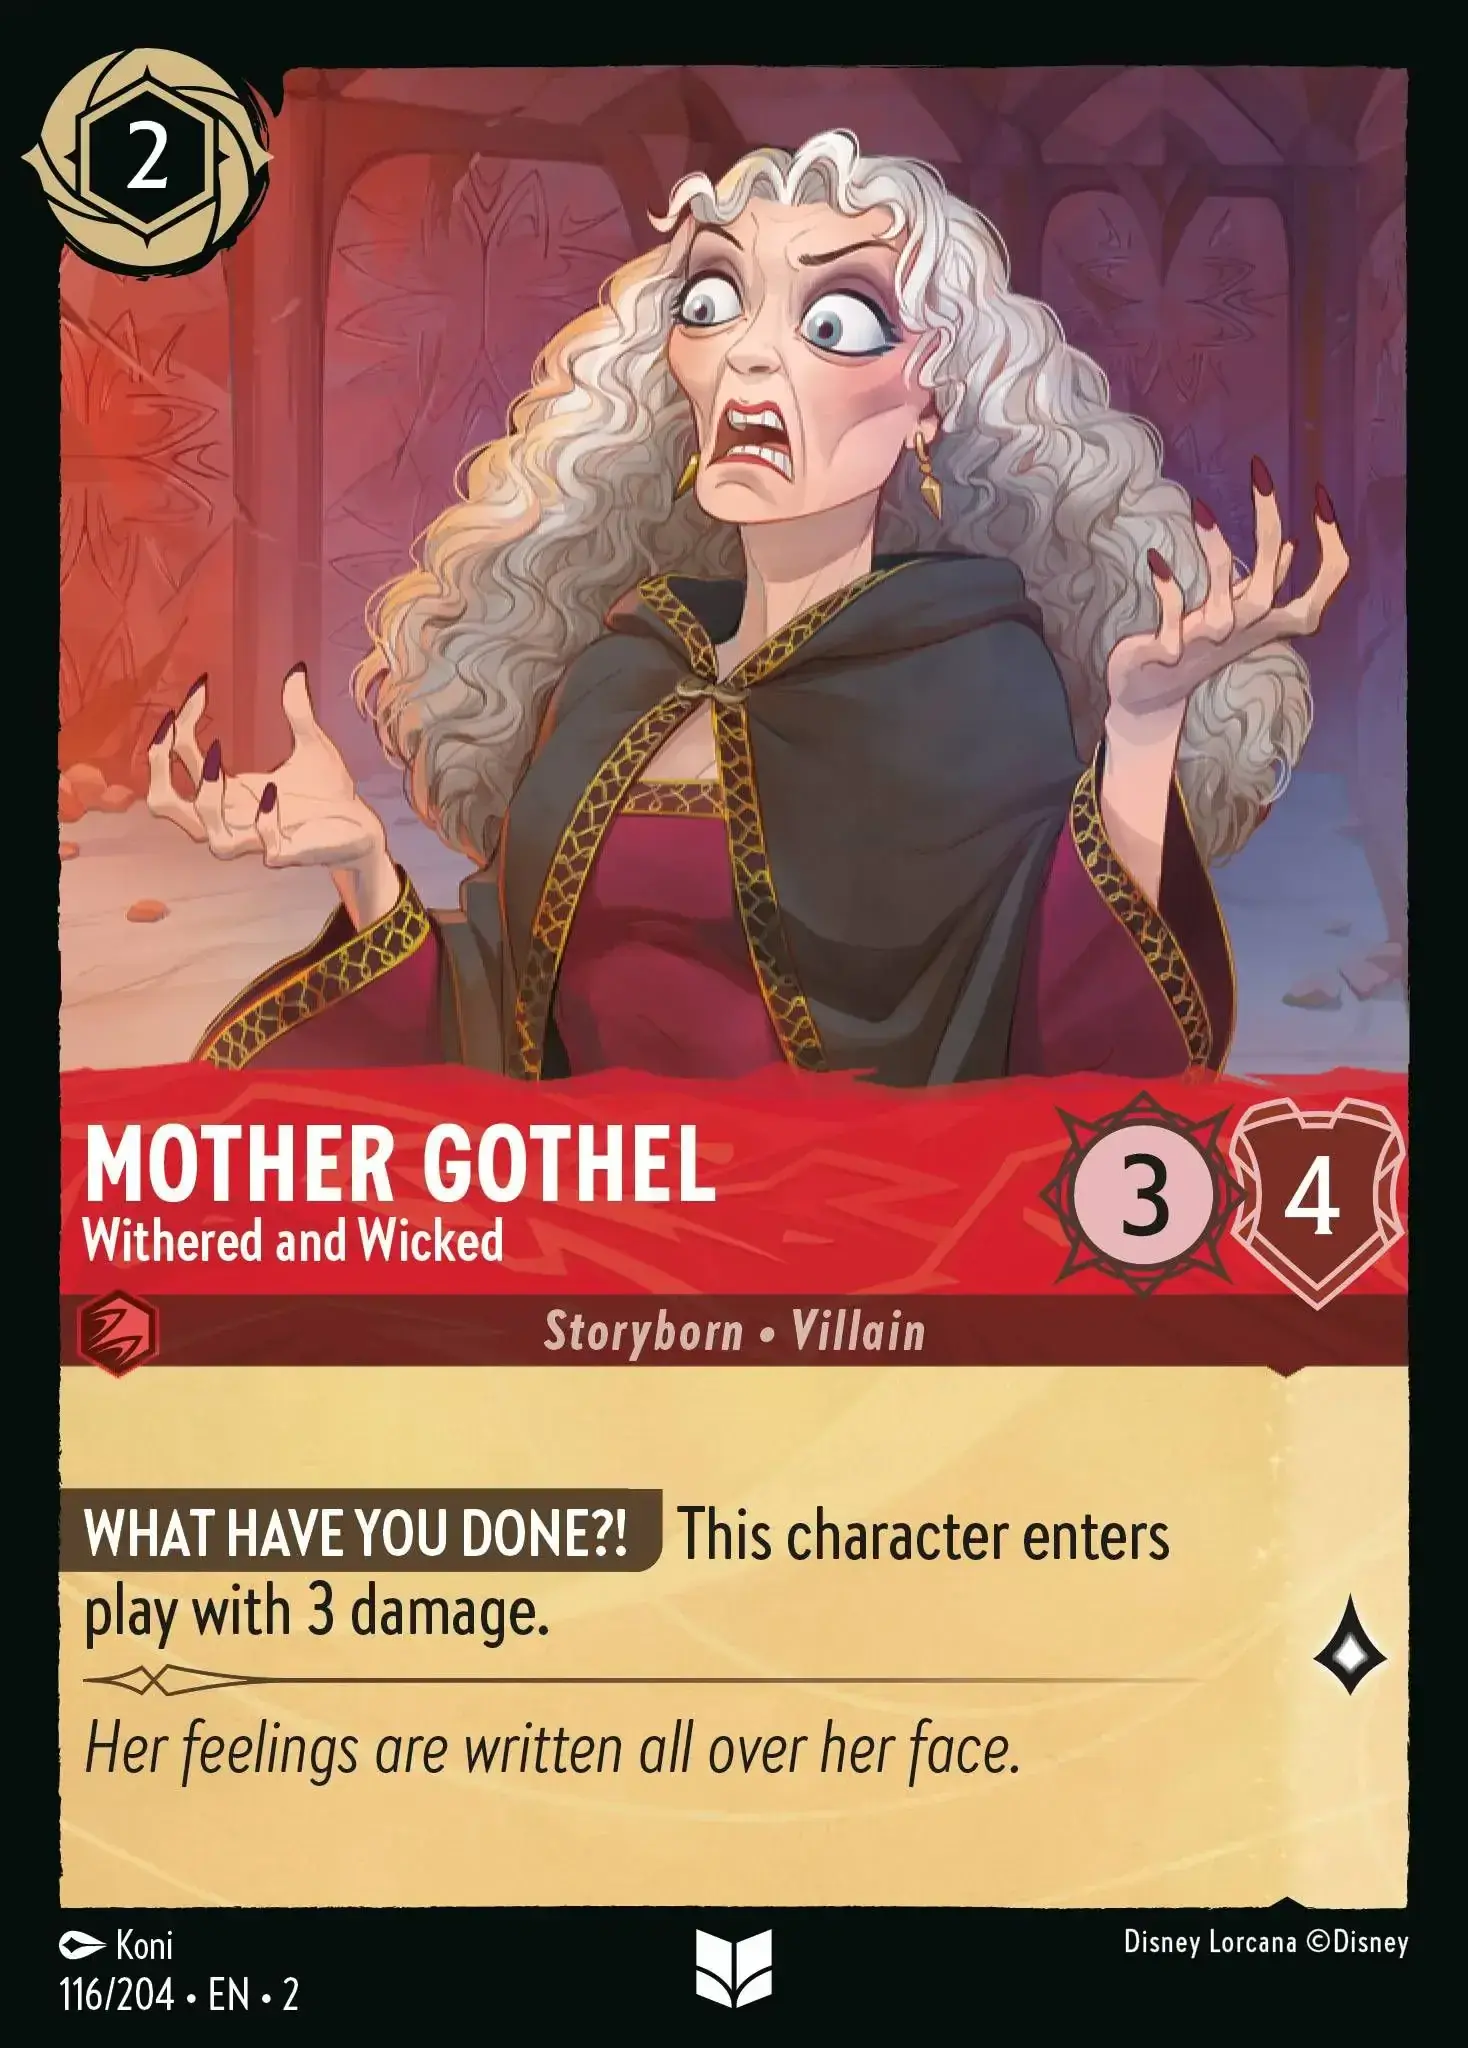 2
MOTHER GOTHEL
Withered and Wicked
3
4
Storyborn • Villain
WHAT HAVE YOU DONE?! This character enters
play with 3 damage.
Her feelings are written all over her face.
Koni
Disney Lorcana ©Disney
116/204 • EN • 2